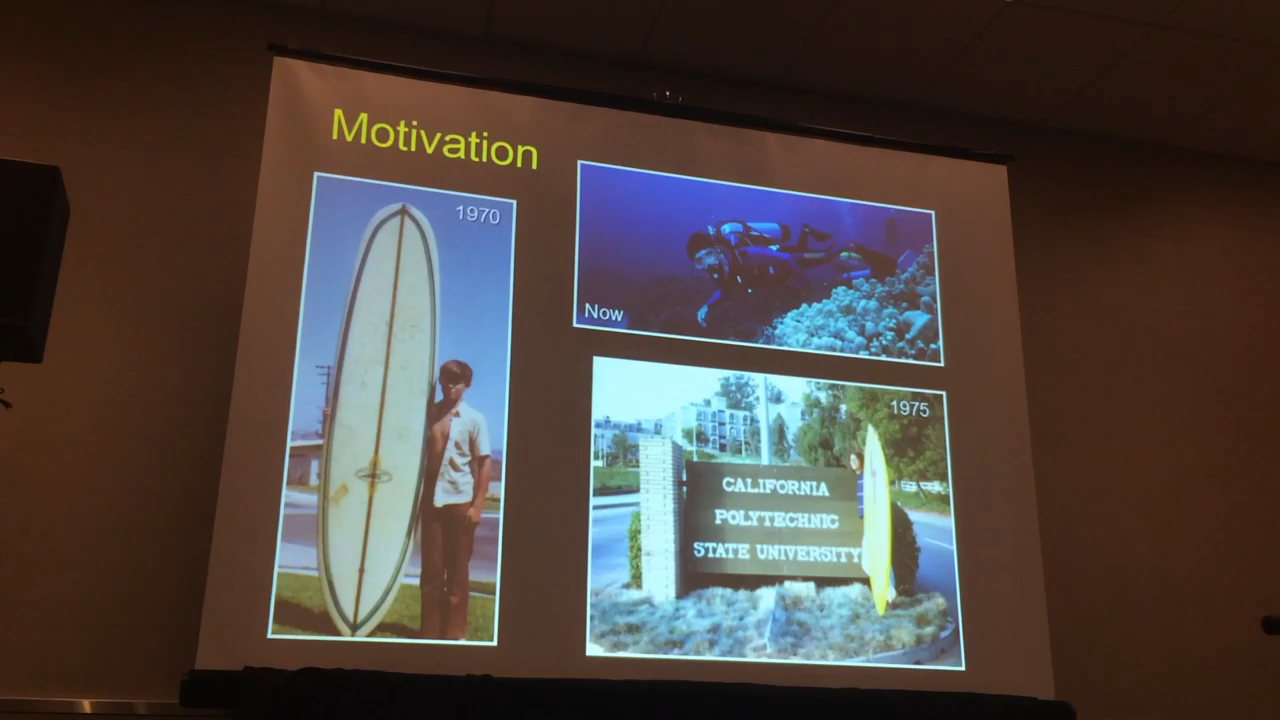 Motivation
1970
Now
1975
CALIFORNIA
POLYTECHNIC
STATE UNIVERSITY